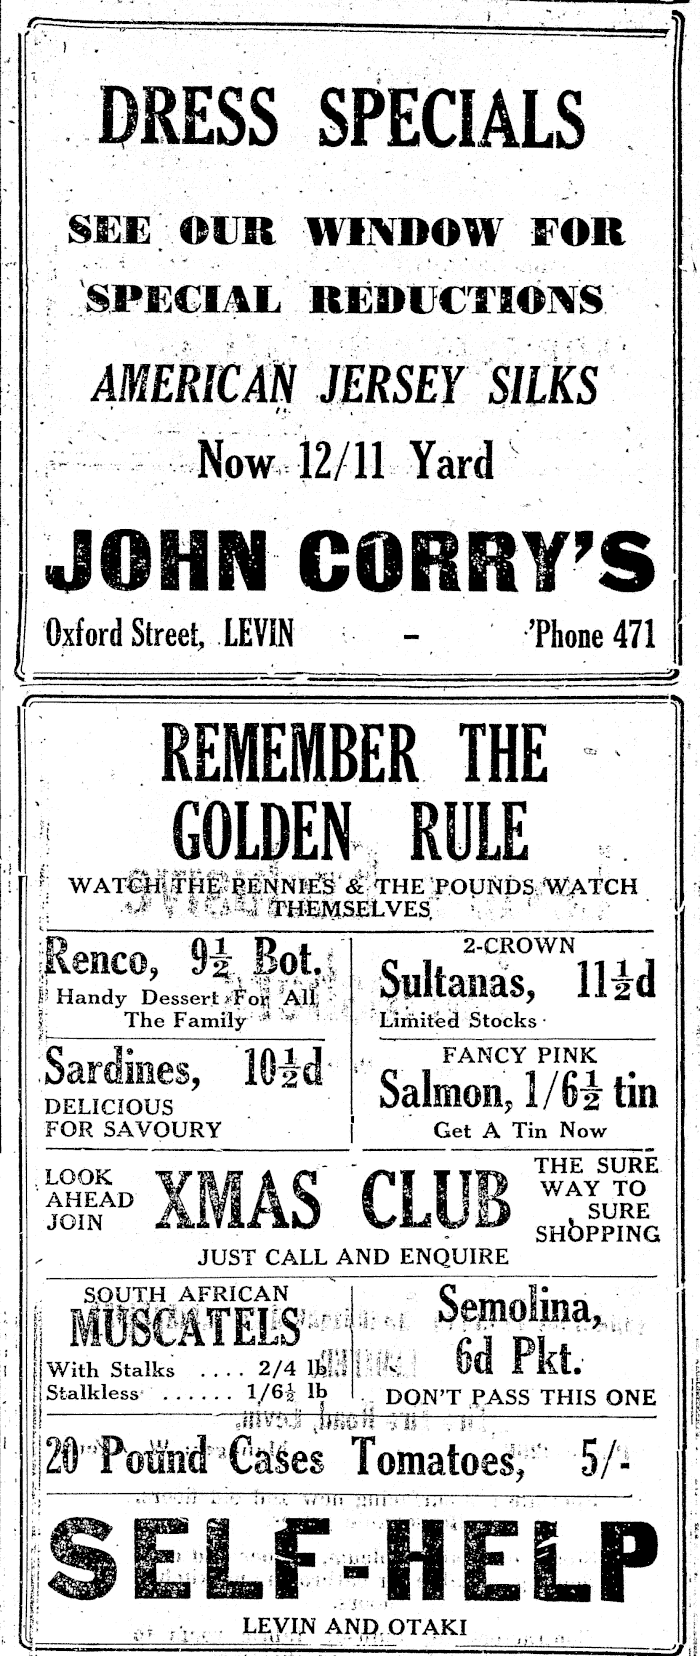 DRESS SPECIALS
SEE OUR WINDOW FOR
SPECIAL REDUCTIONS
AMERICAN JERSEY SILKS
Now 12/11 Yard
JOHN CORRY'S
Oxford Street, LEVIN – 'Phone 471
REMEMBER THE
GOLDEN RULE
WATCH THE PENNIES & THE POUNDS WATCH
THEMSELVES
Renco, 9½ Bot.
Handy Dessert For All
The Family
2-CROWN
Sultanas, 11½d
Limited Stocks
Sardines, 10½d
DELICIOUS
FOR SAVOURY
FANCY PINK
Salmon, 1/6½ tin
Get A Tin Now
LOOK
AHEAD
JOIN
XMAS CLUB
THE SURE
WAY TO
SURE
SHOPPING
JUST CALL AND ENQUIRE
SOUTH AFRICAN
MUSCATELS
With Stalks .... 2/4 lb
Stalkless ...... 1/6½ lb
Semolina,
6d Pkt.
DON'T PASS THIS ONE
20 Pound Cases Tomatoes, 5/-
SELF-HELP
LEVIN AND OTAKI